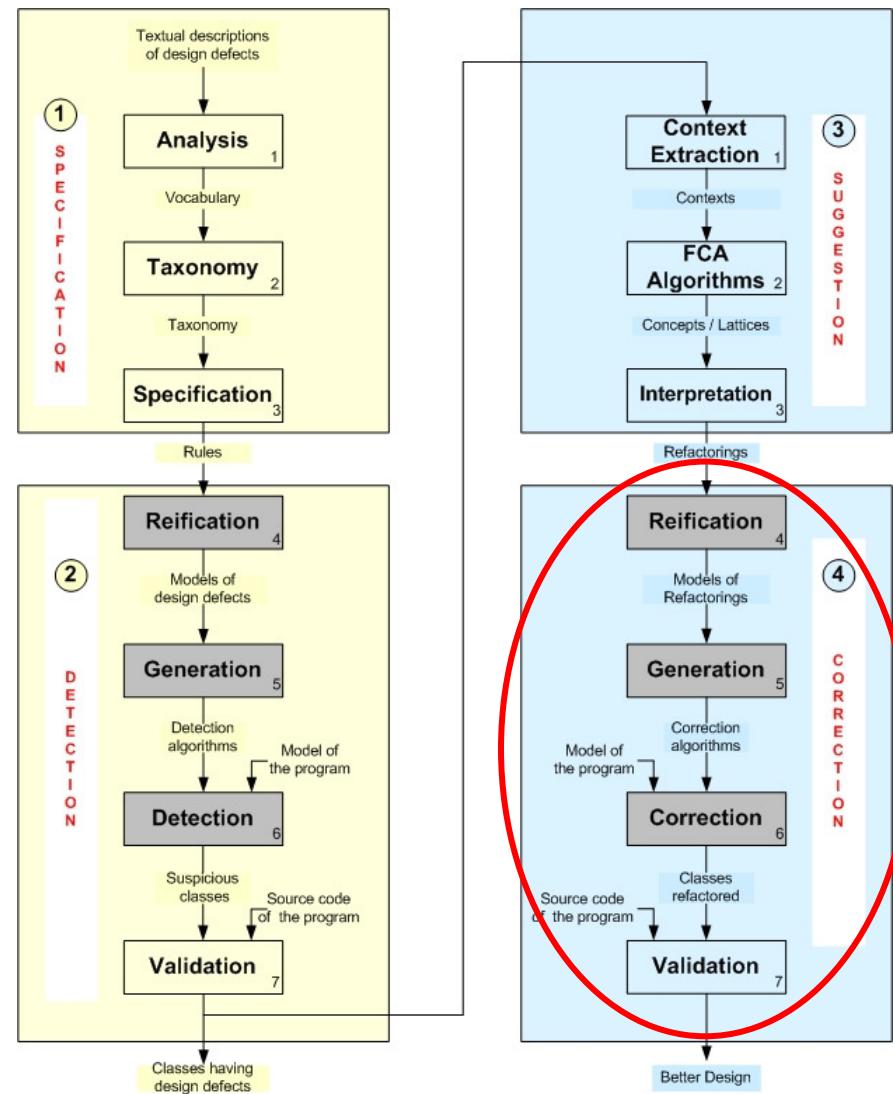 Textual descriptions
of design defects
1
SPECIFICATION
Analysis 1
Vocabulary
Taxonomy 2
Taxonomy
Specification 3
Rules
2
DETECTION
Reification 4
Models of
design defects
Generation 5
Detection
algorithms
Model of
the program
Detection 6
Suspicious
classes
Source code
of the program
Validation 7
Classes having
design defects
3
SUGGESTION
Context
Extraction 1
Contexts
FCA
Algorithms 2
Concepts / Lattices
Interpretation 3
Refactorings
4
CORRECTION
Reification 4
Models of
Refactorings
Generation 5
Correction
algorithms
Model of
the program
Correction 6
Classes
refactored
Source code
of the program
Validation 7
Better Design